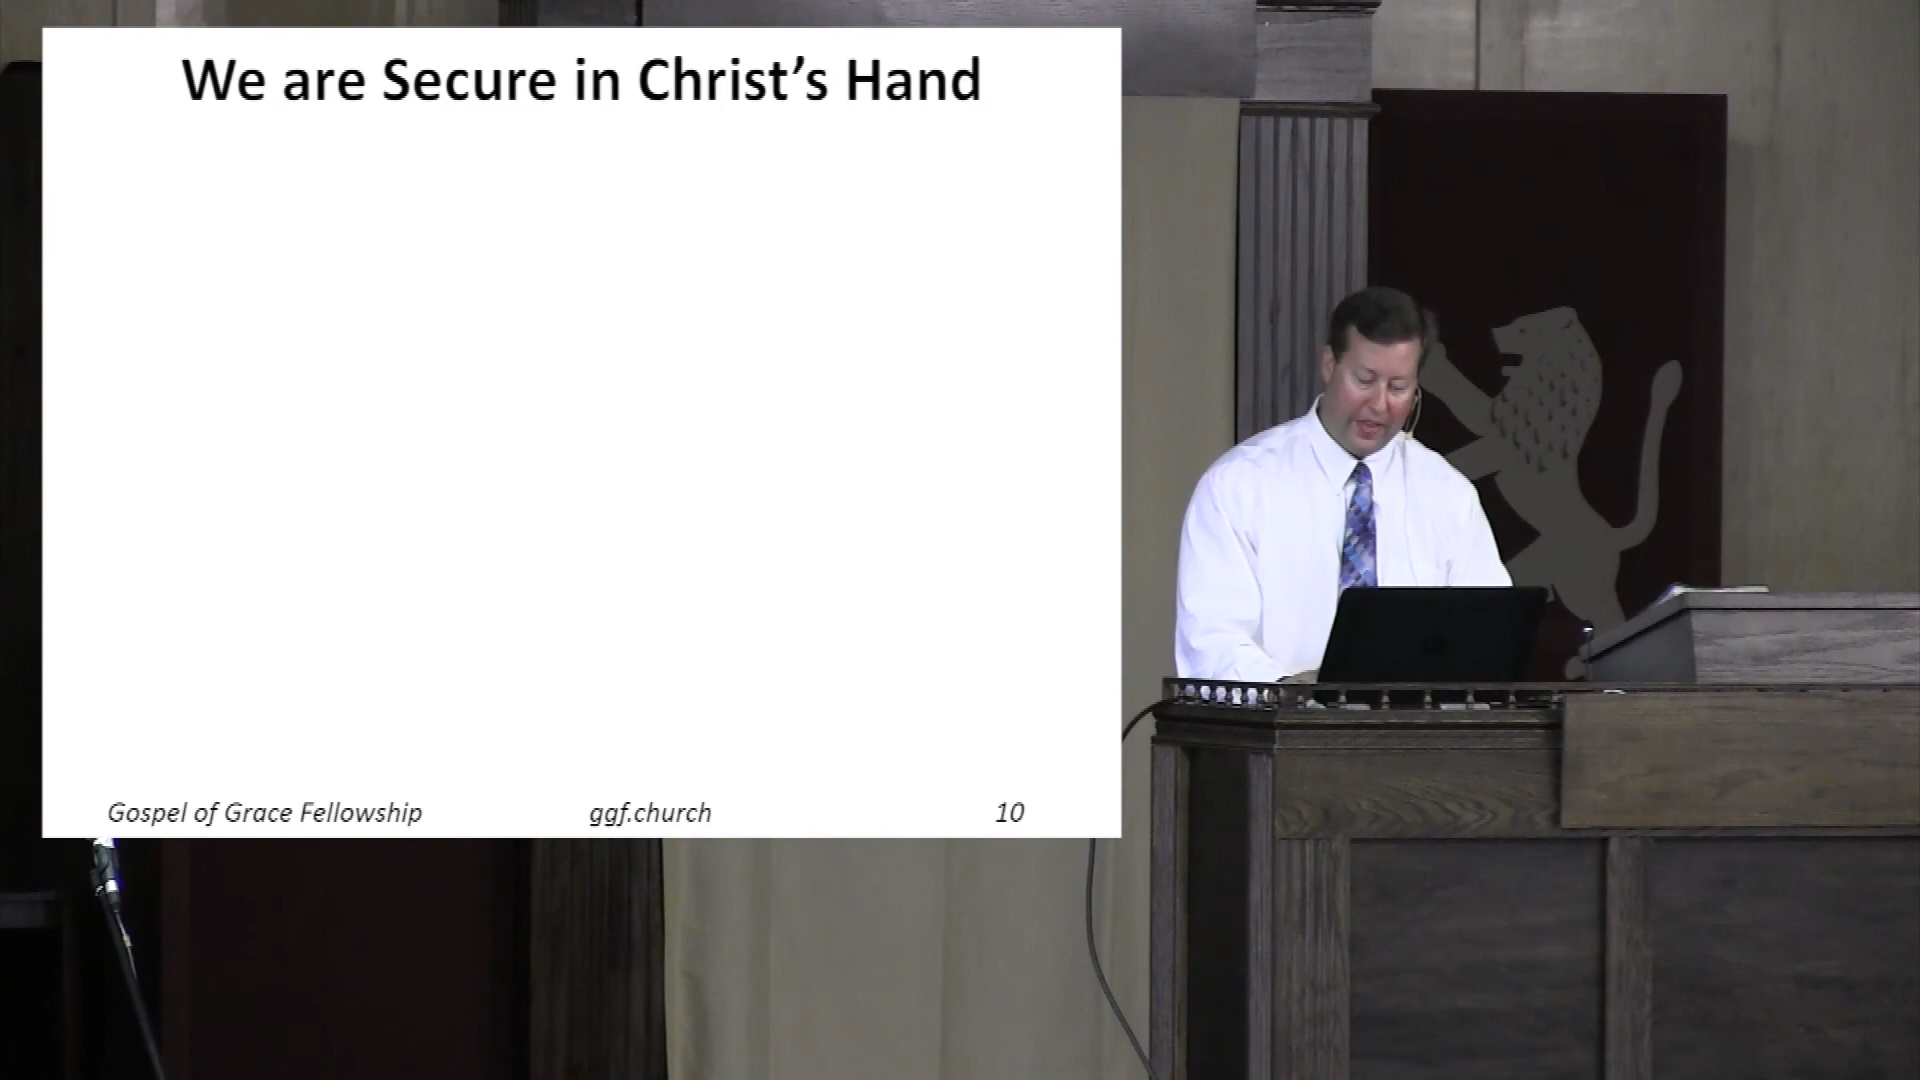 We are Secure in Christ’s Hand
Gospel of Grace Fellowship ggf.church 10